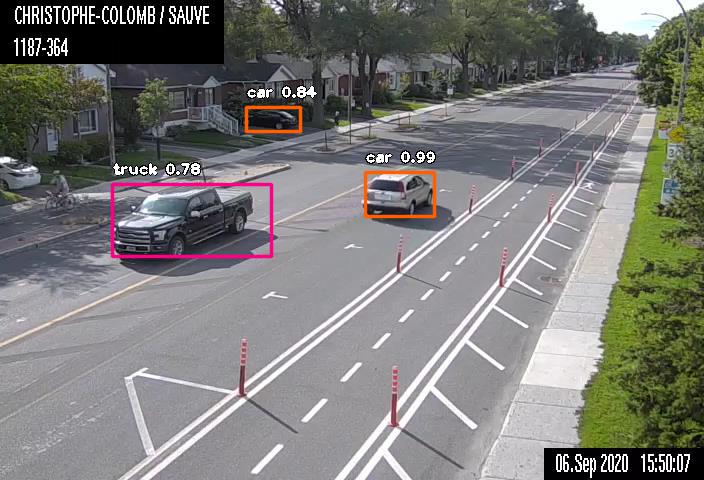 CHRISTOPHE-COLOMB / SAUVE
1187-364
car 0.84
car 0.99
truck 0.78
06.Sep 2020 15:50:07